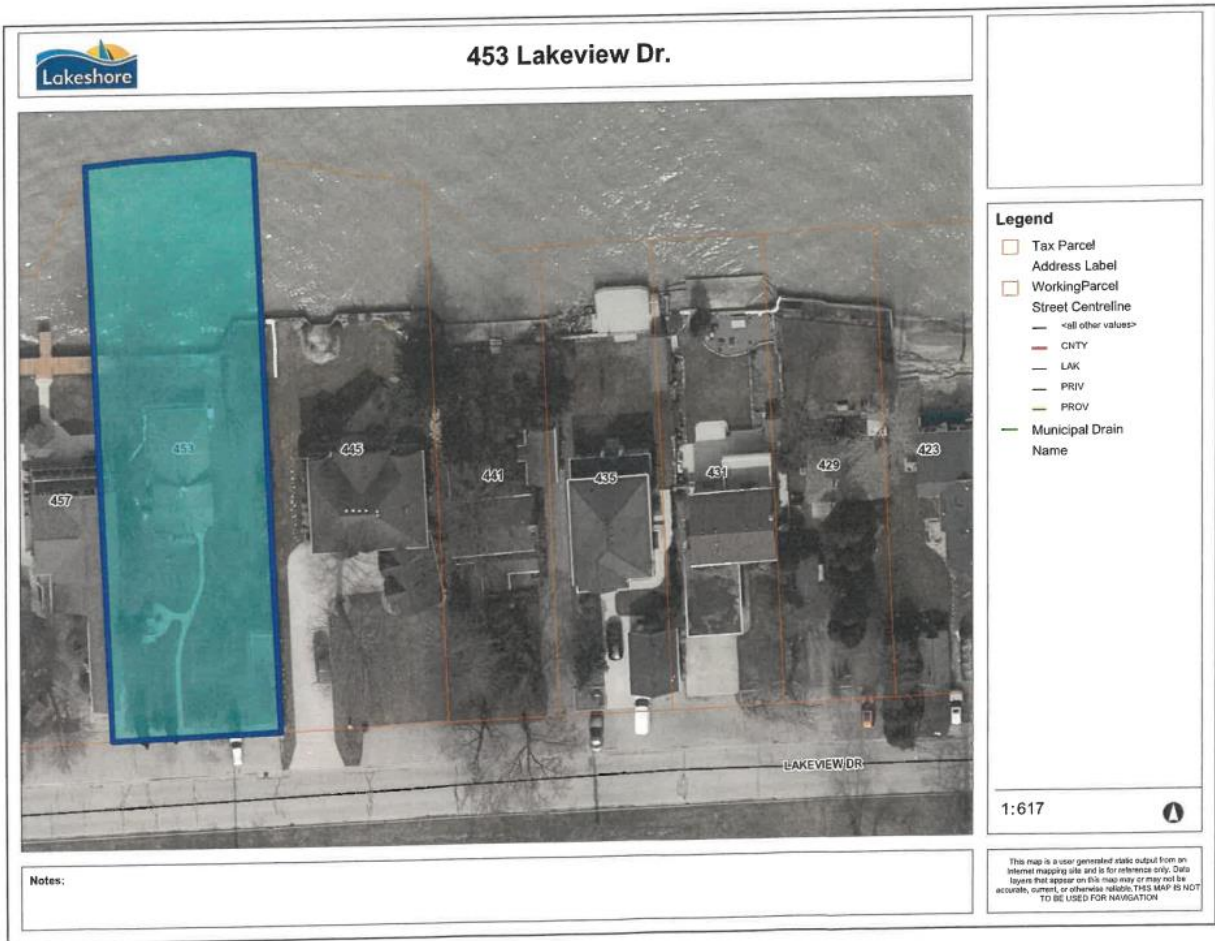 Lakeshore
453 Lakeview Dr.
453
445
457
441
435
431
429
423
LAKEVIEW DR
Legend
Tax Parcel
Address Label
WorkingParcel
Street Centreline
<all other values>
CNTY
LAK
PRIV
PROV
Municipal Drain
Name
1:617
Notes:
This map is a user generated static output from an
Internet mapping site and is for reference only. Data
layers that appear on this map may or may not be
accurate, current, or otherwise reliable. THIS MAP IS NOT
TO BE USED FOR NAVIGATION